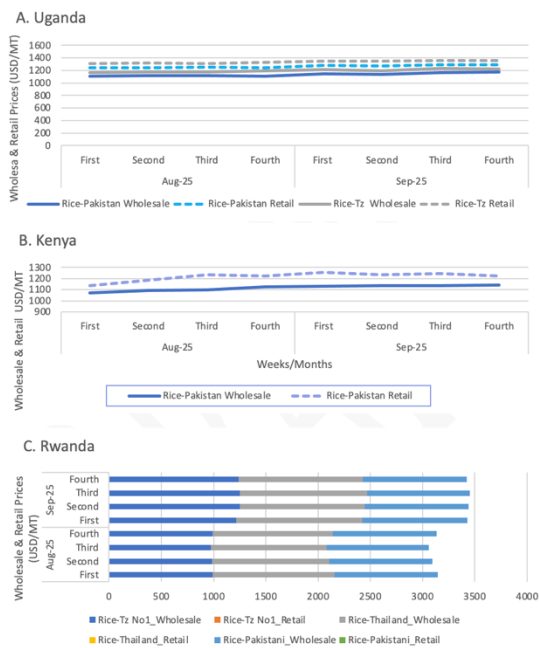 A. Uganda
Wholesa & Retail Prices (USD/MT)
1600
1400
1200
1000
800
600
400
200
0
First Second Third Fourth First Second Third Fourth
Aug-25 Sep-25
Rice-Pakistan Wholesale Rice-Pakistan Retail Rice-Tz Wholesale Rice-Tz Retail
B. Kenya
Wholesale & Retail USD/MT
1300
1200
1100
1000
900
First Second Third Fourth First Second Third Fourth
Aug-25 Sep-25
Weeks/Months
Rice-Pakistan Wholesale Rice-Pakistan Retail
C. Rwanda
Wholesale & Retail Prices
(USD/MT)
Sep-25
Fourth
Third
Second
First
Aug-25
Fourth
Third
Second
First
0 500 1000 1500 2000 2500 3000 3500 4000
Rice-Tz No1_Wholesale Rice-Tz No1_Retail Rice-Thailand_Wholesale
Rice-Thailand_Retail Rice-Pakistani_Wholesale Rice-Pakistani_Retail